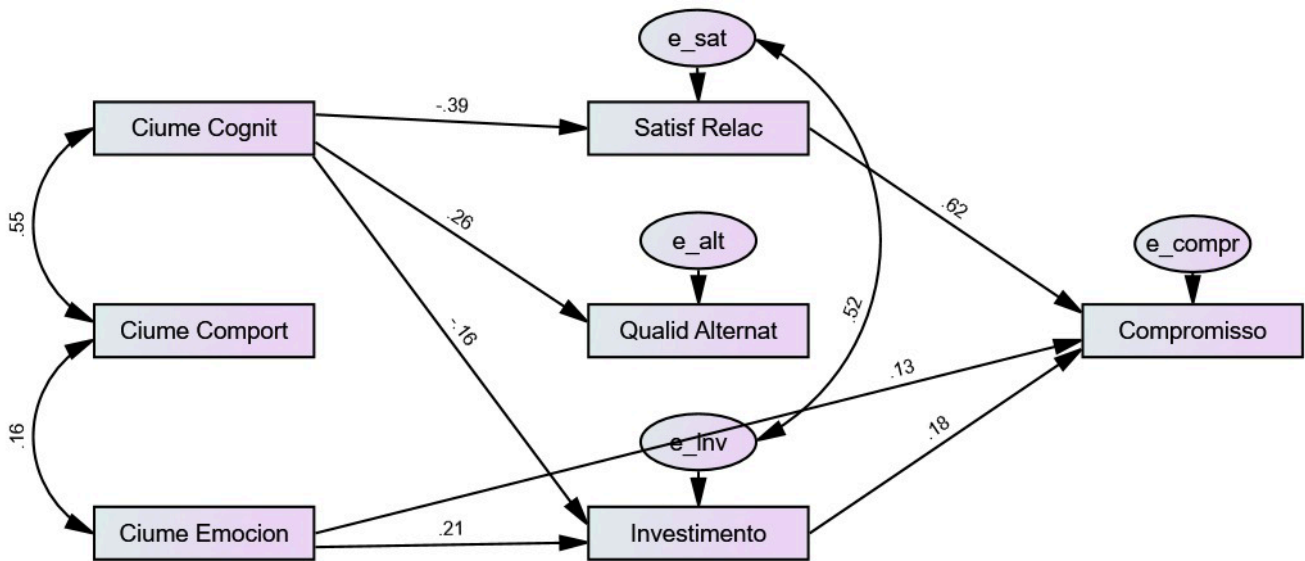 e_sat
Ciume Cognit
-.39
Satisf Relac
.55
.26
e_alt
.62
e_compr
Ciume Comport
-.16
Qualid Alternat
.52
Compromisso
.16
.13
e_Inv
.18
Ciume Emocion
.21
Investimento